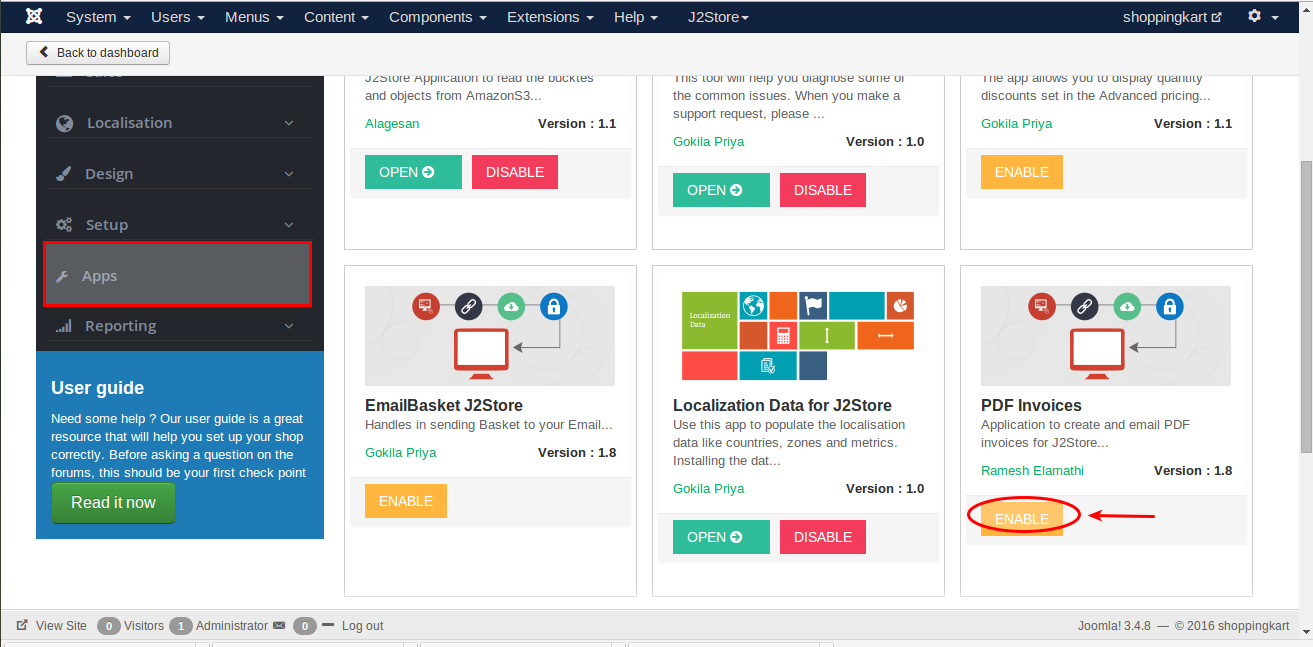 System Users Menus Content Components Extensions Help J2Store shoppingkart
Back to dashboard
Localisation
Design
Setup
Apps
Reporting
User guide
Need some help ? Our user guide is a great
resource that will help you set up your shop
correctly. Before asking a question on the
forums, this should be your first check point
Read it now
J2Store Application to read the bucktes
and objects from AmazonS3...
Alagesan Version : 1.1
OPEN DISABLE
This tool will help you diagnose some of
the common issues. When you make a
support request, please ...
Gokila Priya Version : 1.0
OPEN DISABLE
The app allows you to display quantity
discounts set in the Advanced pricing...
Gokila Priya Version : 1.1
ENABLE
EmailBasket J2Store
Handles in sending Basket to your Email...
Gokila Priya Version : 1.8
ENABLE
Localization
Data
Localization Data for J2Store
Use this app to populate the localisation
data like countries, zones and metrics.
Installing the dat...
Gokila Priya Version : 1.0
OPEN DISABLE
PDF Invoices
Application to create and email PDF
invoices for J2Store...
Ramesh Elamathi Version : 1.8
ENABLE
View Site 0 Visitors 1 Administrator 0 Log out Joomla! 3.4.8 — © 2016 shoppingkart